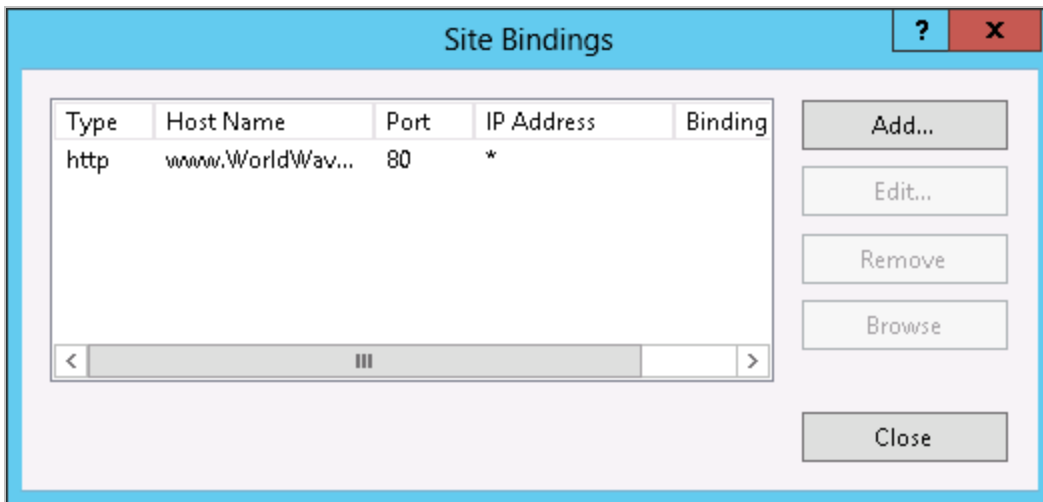 Site Bindings
? x
Type Host Name Port IP Address Binding
http www.WorldWav... 80 *
Add...
Edit...
Remove
Browse
Close